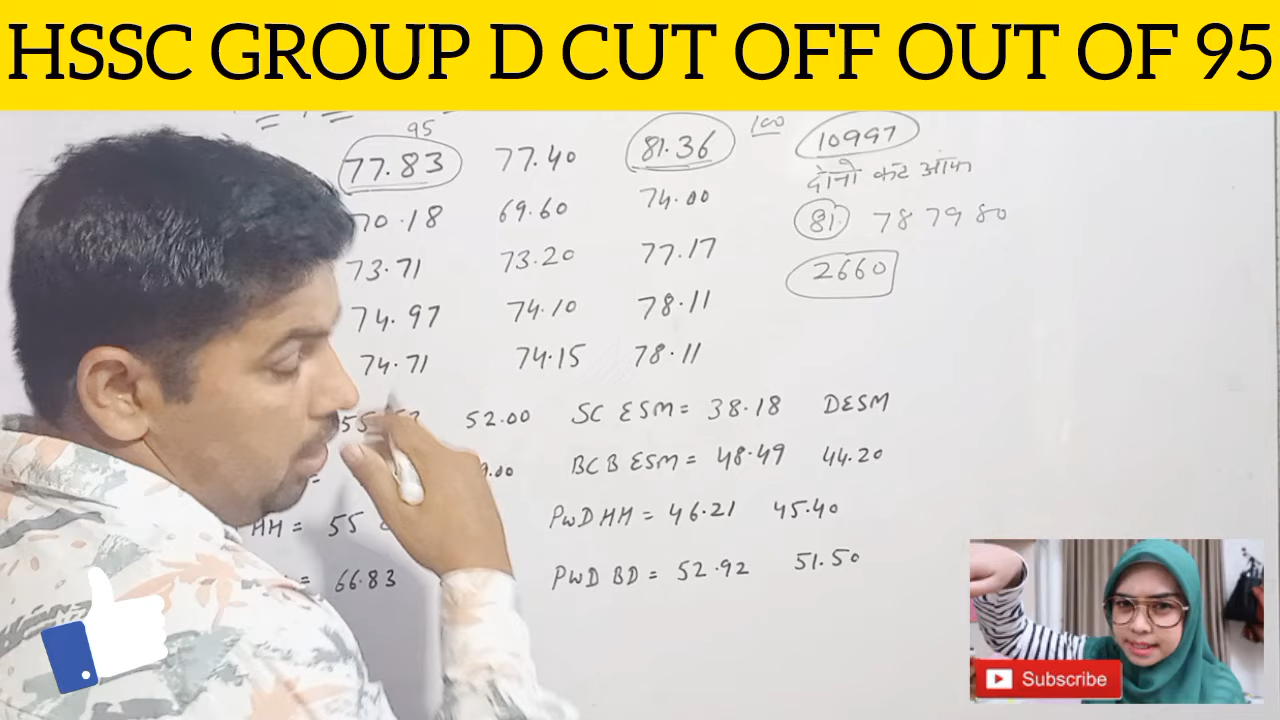 HSSC GROUP D CUT OFF OUT OF 95
95
100
77.83 77.40 81.36 10997
दोनो कट ऑफ
70.18 69.60 74.00
81 78 79 80
73.71 73.20 77.17
2660
74.97 74.10 78.11
74.71 74.15 78.11
52.00 SC ESM = 38.18 DESM
BCB ESM = 48.49 44.20
HH = 55 PWD HH = 46.21 45.40
= 66.83 PWD BD = 52.92 51.50
Subscribe